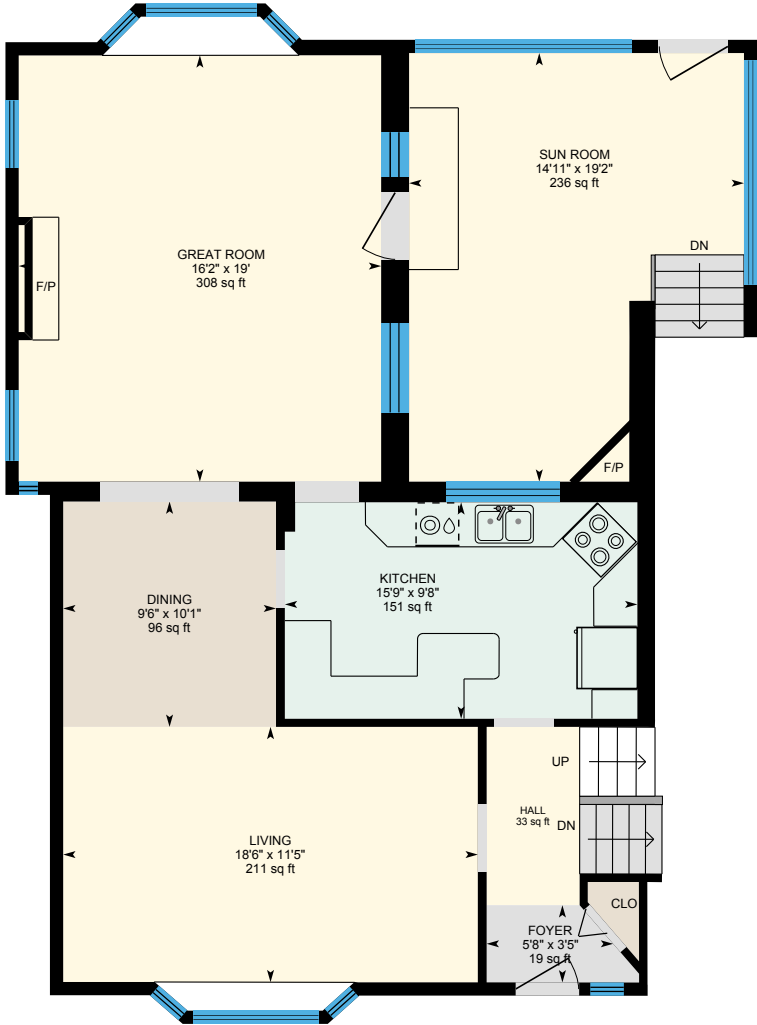 SUN ROOM
14'11" x 19'2"
236 sq ft
DN
GREAT ROOM
16'2" x 19'
308 sq ft
F/P
F/P
KITCHEN
15'9" x 9'8"
151 sq ft
DINING
9'6" x 10'1"
96 sq ft
UP
HALL
33 sq ft
DN
LIVING
18'6" x 11'5"
211 sq ft
CLO
FOYER
5'8" x 3'5"
19 sq ft